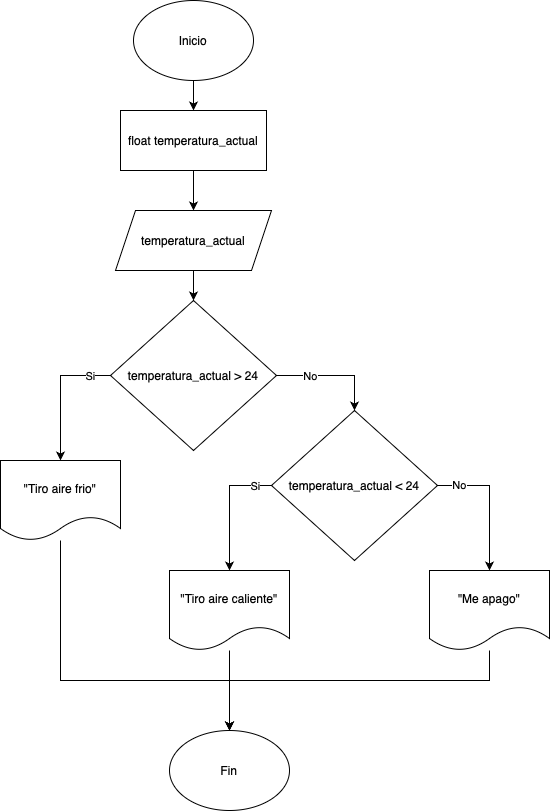 Inicio
float temperatura_actual
temperatura_actual
temperatura_actual > 24
Si
No
"Tiro aire frio"
temperatura_actual < 24
Si
No
"Tiro aire caliente"
"Me apago"
Fin